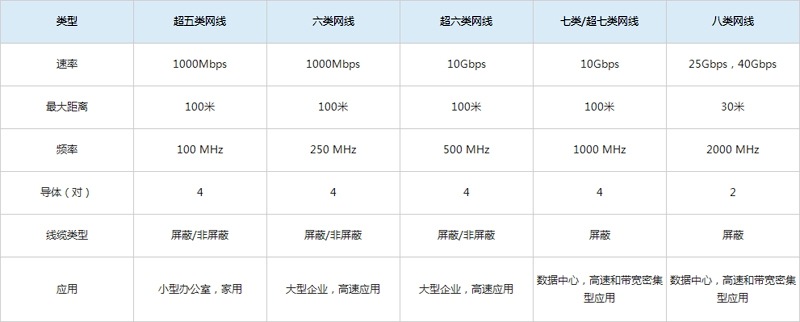 类型 超五类网线 六类网线 超六类网线 七类/超七类网线 八类网线
速率 1000Mbps 1000Mbps 10Gbps 10Gbps 25Gbps，40Gbps
最大距离 100米 100米 100米 100米 30米
频率 100 MHz 250 MHz 500 MHz 1000 MHz 2000 MHz
导体（对） 4 4 4 4 2
线缆类型 屏蔽/非屏蔽 屏蔽/非屏蔽 屏蔽/非屏蔽 屏蔽 屏蔽
应用 小型办公室，家用 大型企业，高速应用 大型企业，高速应用 数据中心，高速和带宽密集 数据中心，高速和带宽密集
型应用 型应用